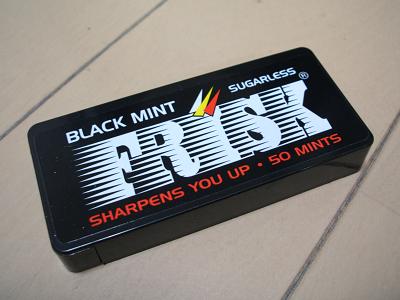 BLACK MINT SUGARLESS
FRISK®
SHARPENS YOU UP • 50 MINTS